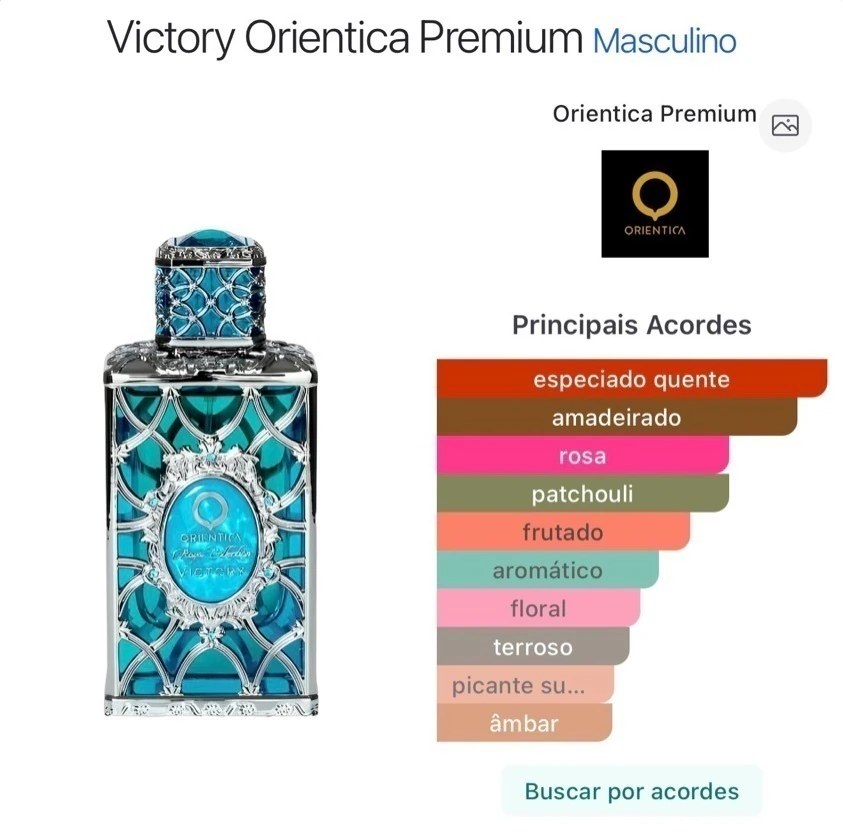 Victory Orientica Premium Masculino
Orientica Premium
ORIENTICA
Principais Acordes
especiado quente
amadeirado
rosa
patchouli
frutado
aromático
floral
terroso
picante su...
âmbar
ORIENTICA
VICTORY
Buscar por acordes